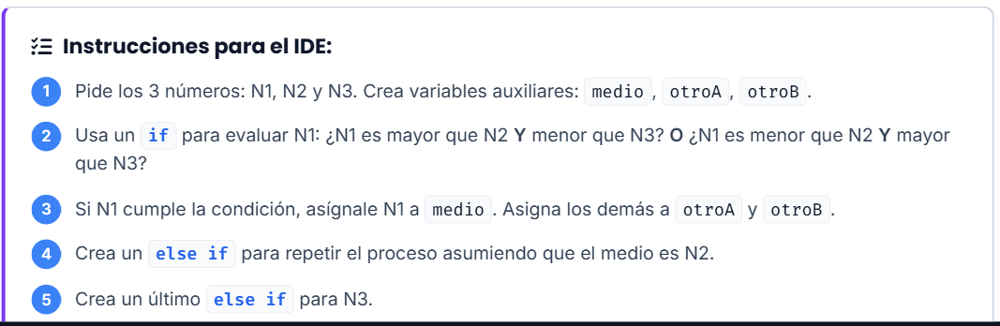 Instrucciones para el IDE:
1 Pide los 3 números: N1, N2 y N3. Crea variables auxiliares: medio, otroA, otroB.
2 Usa un if para evaluar N1: ¿N1 es mayor que N2 Y menor que N3? O ¿N1 es menor que N2 Y mayor
que N3?
3 Si N1 cumple la condición, asígnale N1 a medio. Asigna los demás a otroA y otroB.
4 Crea un else if para repetir el proceso asumiendo que el medio es N2.
5 Crea un último else if para N3.